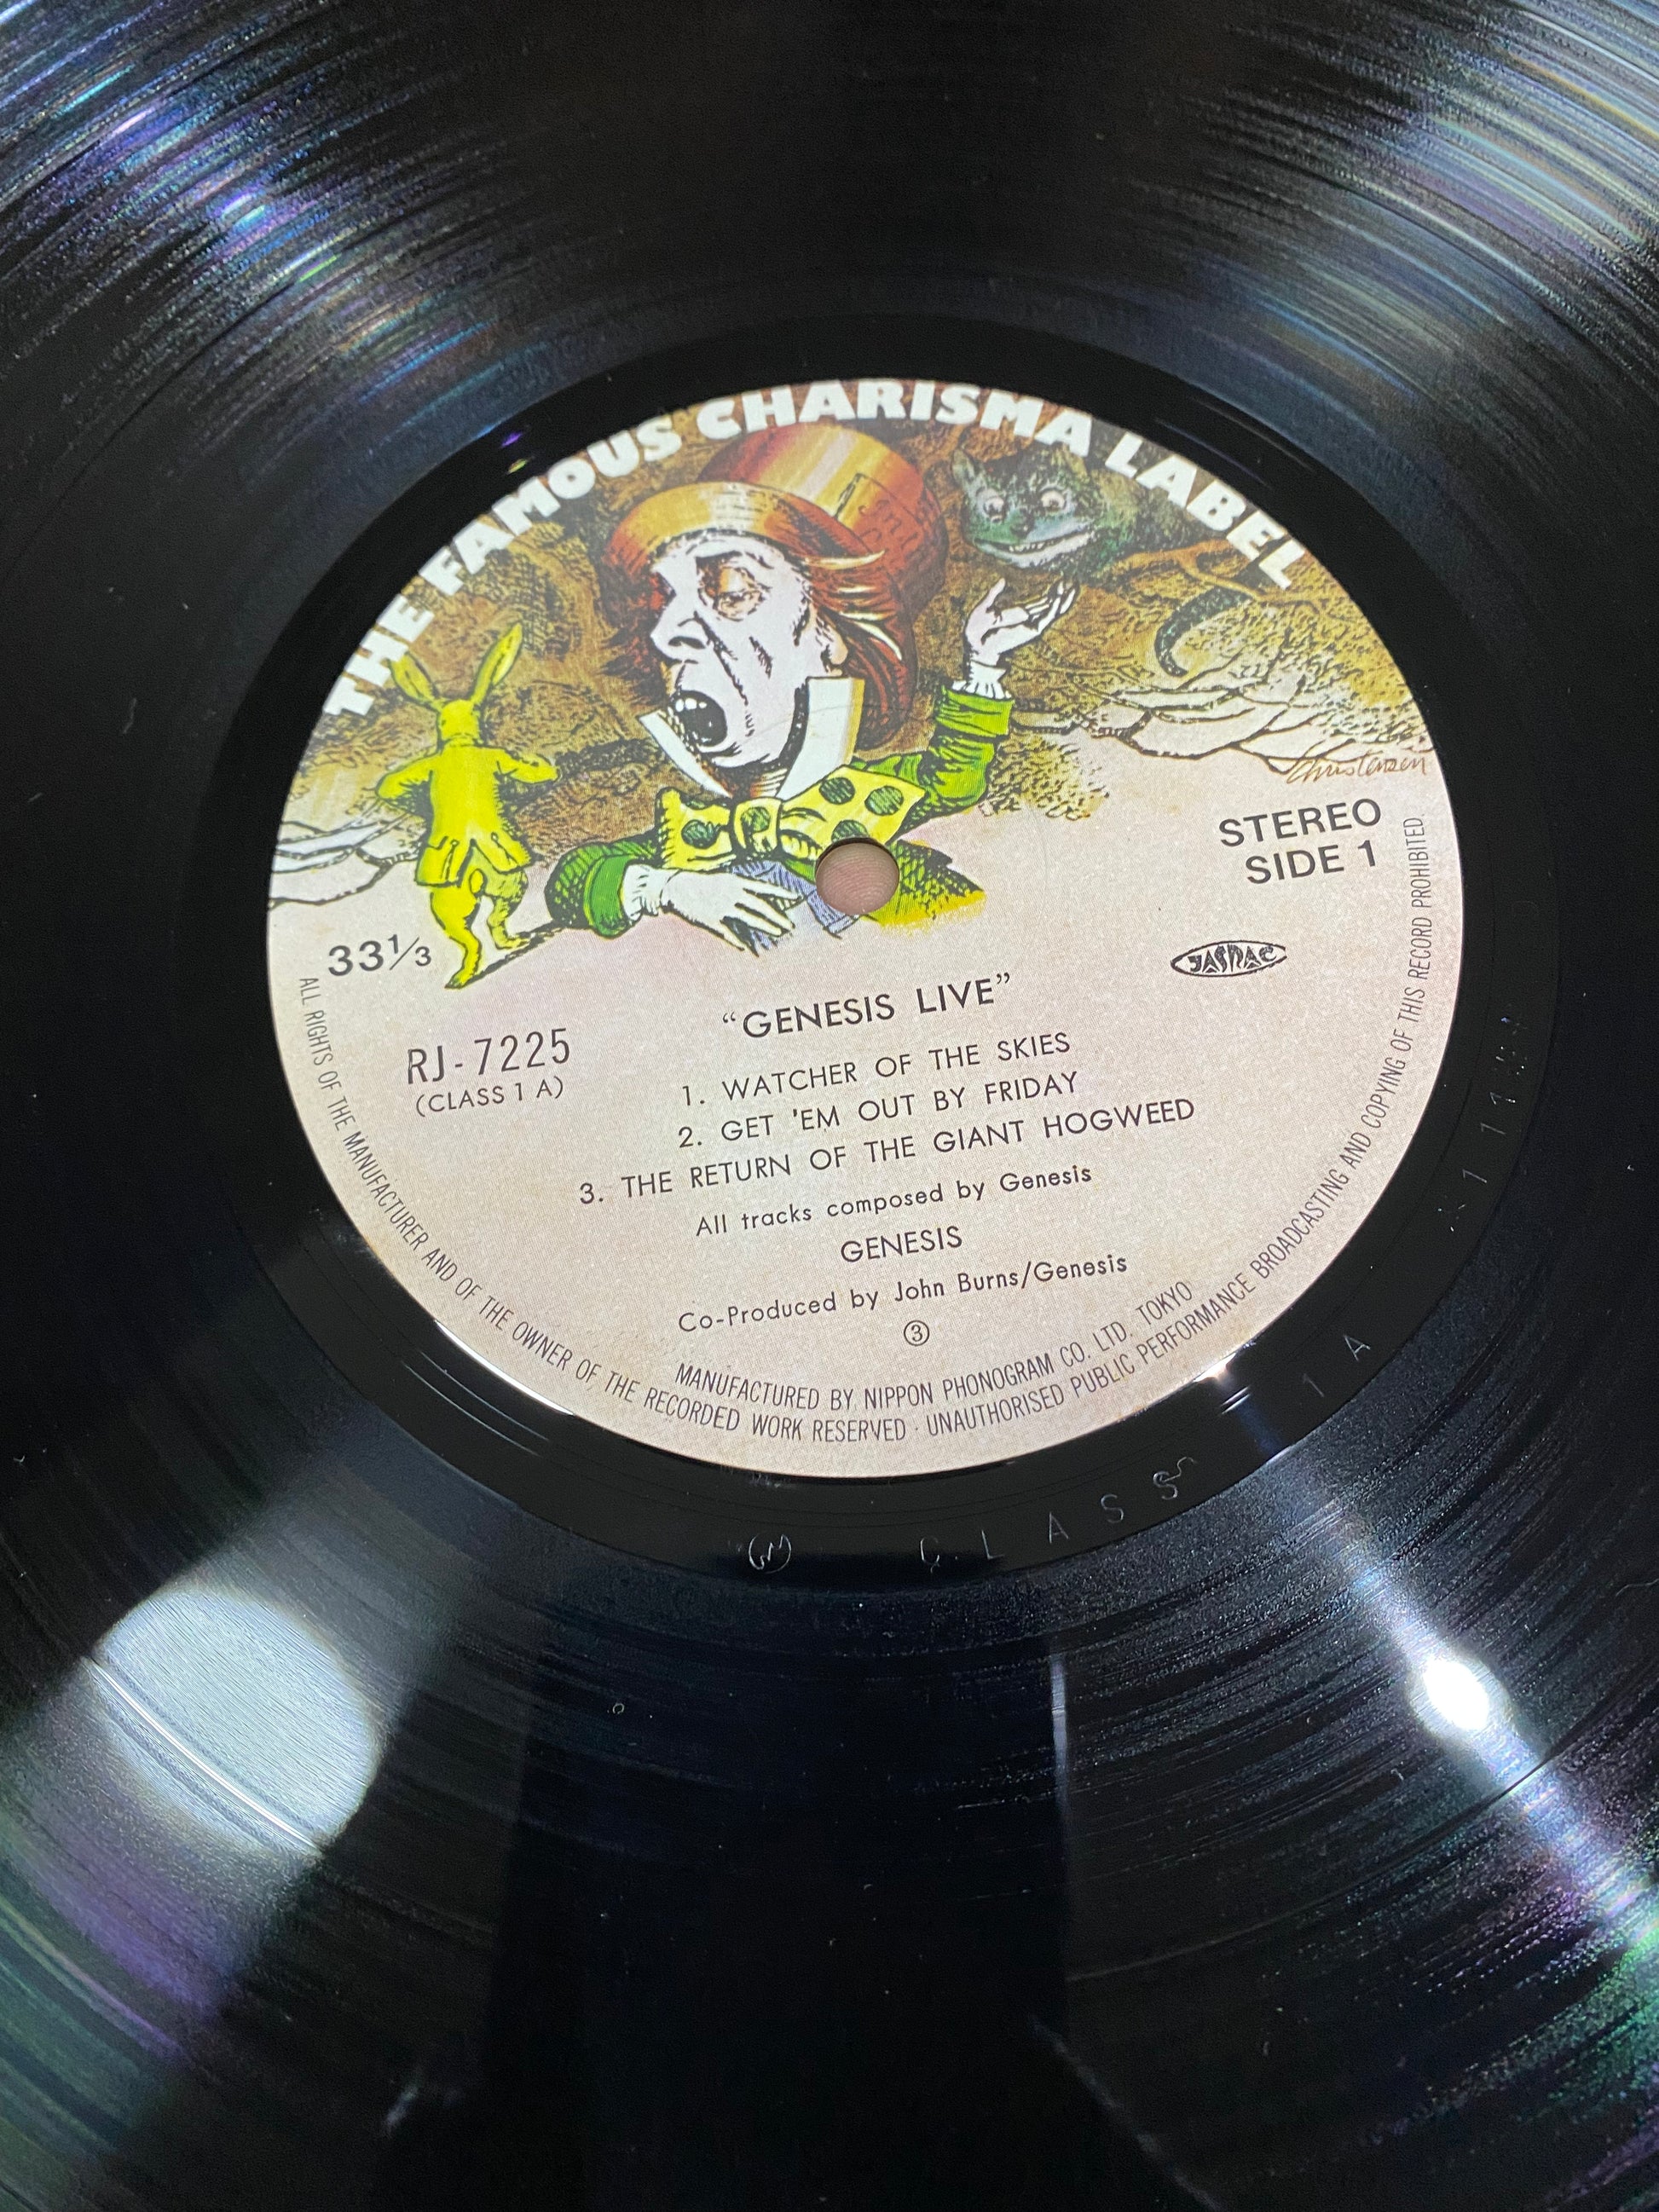 THE FAMOUS CHARISMA LABEL
Christensen
STEREO
SIDE 1
33⅓
JASRAC
RJ-7225
(CLASS 1 A)
“GENESIS LIVE”
1. WATCHER OF THE SKIES
2. GET 'EM OUT BY FRIDAY
3. THE RETURN OF THE GIANT HOGWEED
All tracks composed by Genesis
GENESIS
Co-Produced by John Burns/Genesis
③
MANUFACTURED BY NIPPON PHONOGRAM CO. LTD. TOKYO
ALL RIGHTS OF THE MANUFACTURER AND OF THE OWNER OF THE RECORDED WORK RESERVED · UNAUTHORISED PUBLIC PERFORMANCE BROADCASTING AND COPYING OF THIS RECORD PROHIBITED
CLASS 1 A